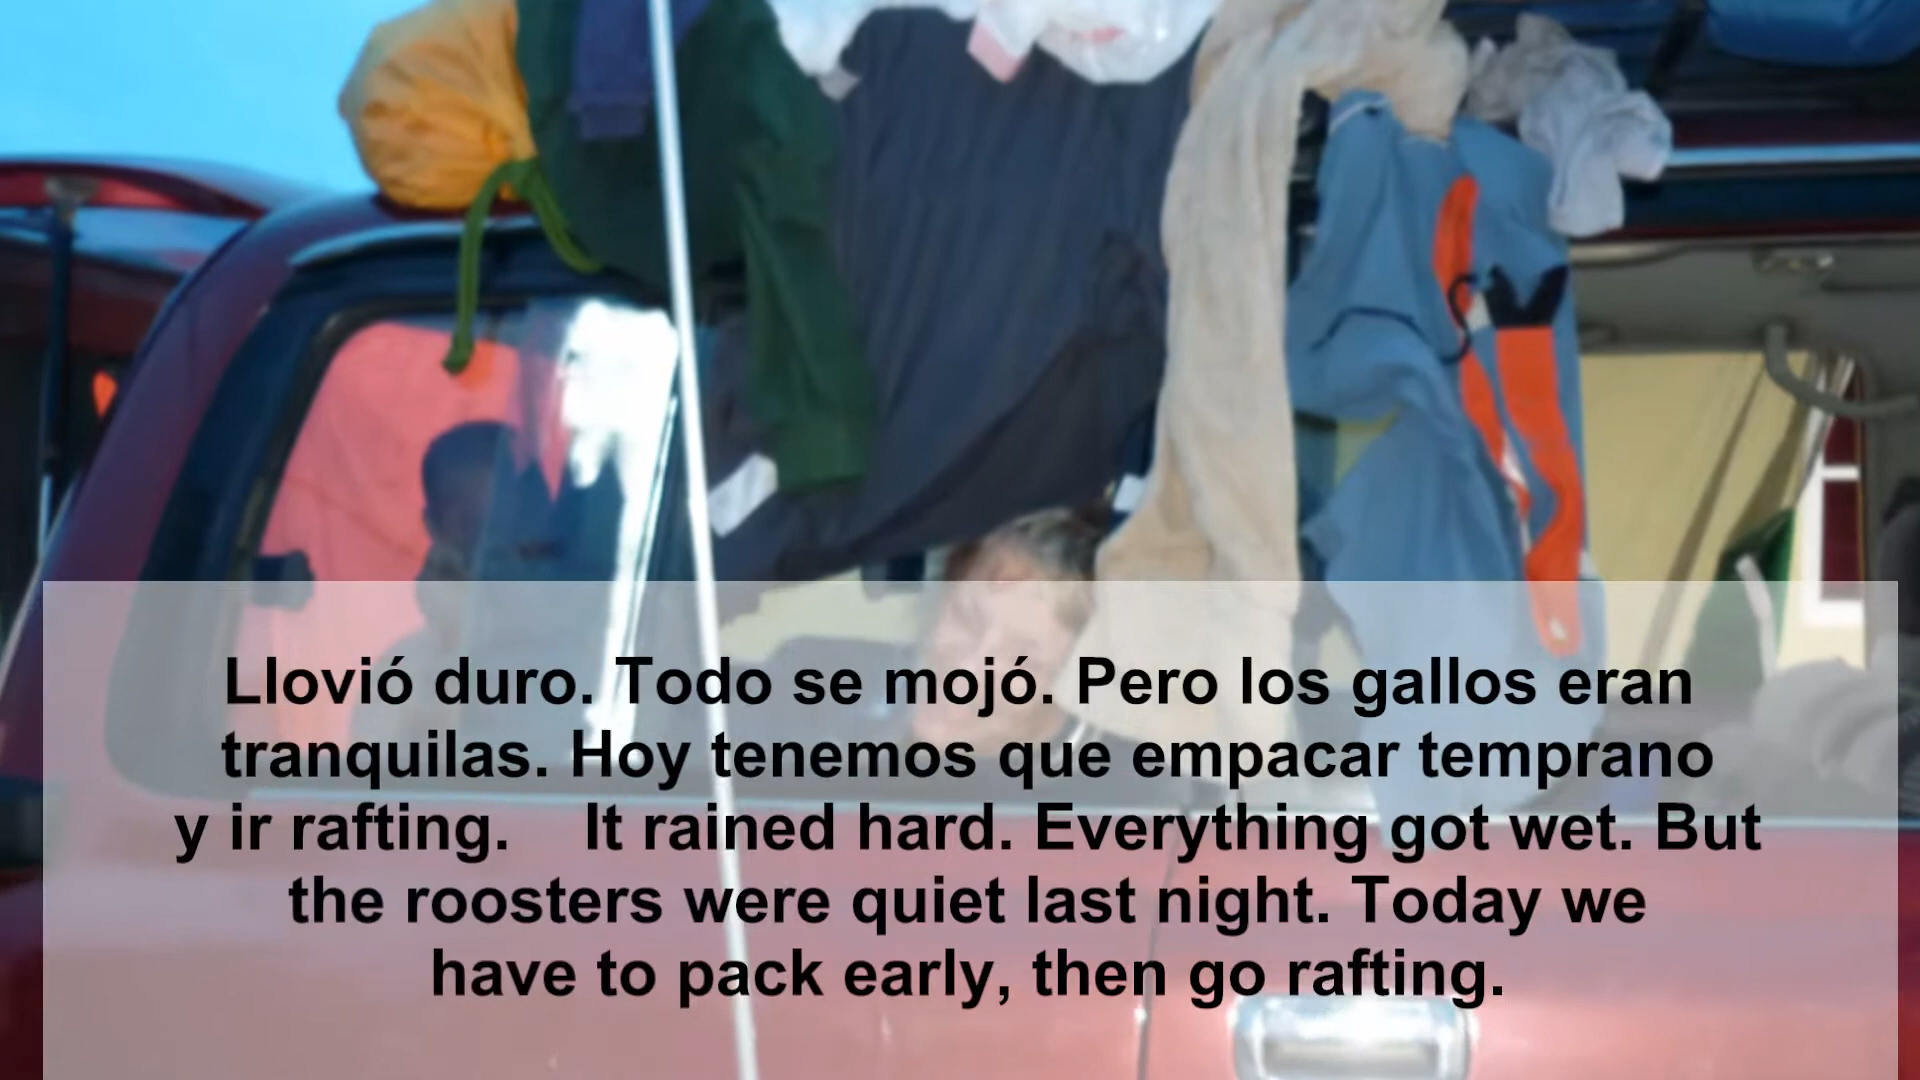 Llovió duro. Todo se mojó. Pero los gallos eran
tranquilas. Hoy tenemos que empacar temprano
y ir rafting.    It rained hard. Everything got wet. But
the roosters were quiet last night. Today we
have to pack early, then go rafting.